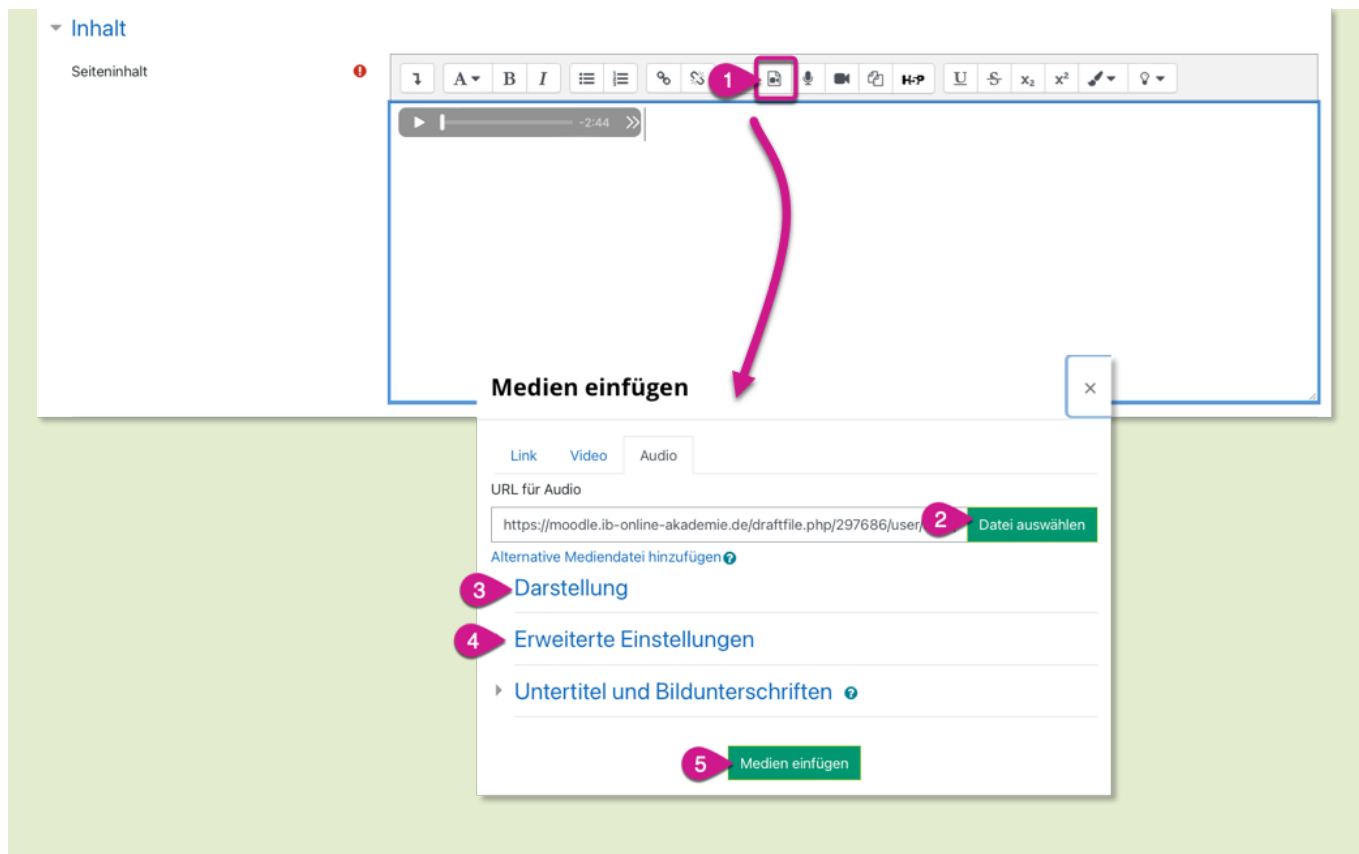 Inhalt
Seiteninhalt
A B I H-P U S x₂ x²
1
-2:44
Medien einfügen
Link Video Audio
URL für Audio
https://moodle.ib-online-akademie.de/draftfile.php/297686/user/
2
Datei auswählen
Alternative Mediendatei hinzufügen
3 Darstellung
4 Erweiterte Einstellungen
Untertitel und Bildunterschriften
5 Medien einfügen